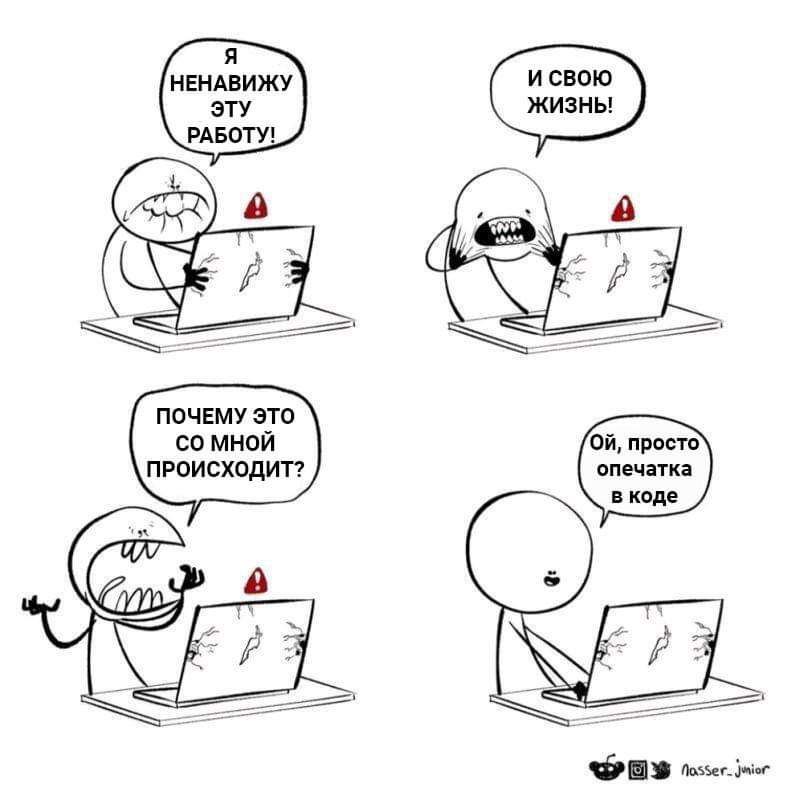 Я
НЕНАВИЖУ
ЭТУ
РАБОТУ!
И СВОЮ
ЖИЗНЬ!
ПОЧЕМУ ЭТО
СО МНОЙ
ПРОИСХОДИТ?
Ой, просто
опечатка
в коде
nasser_junior